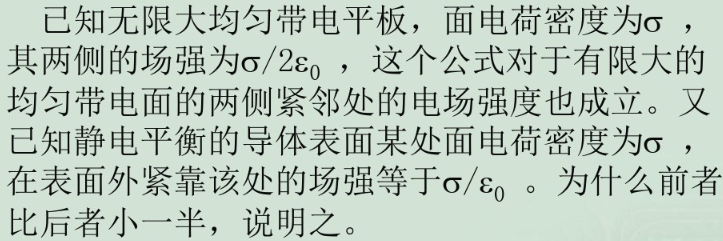 已知无限大均匀带电平板，面电荷密度为σ ，
其两侧的场强为σ/2ε₀ ，这个公式对于有限大的
均匀带电面的两侧紧邻处的电场强度也成立。又
已知静电平衡的导体表面某处面电荷密度为σ ，
在表面外紧靠该处的场强等于σ/ε₀ 。为什么前者
比后者小一半，说明之。